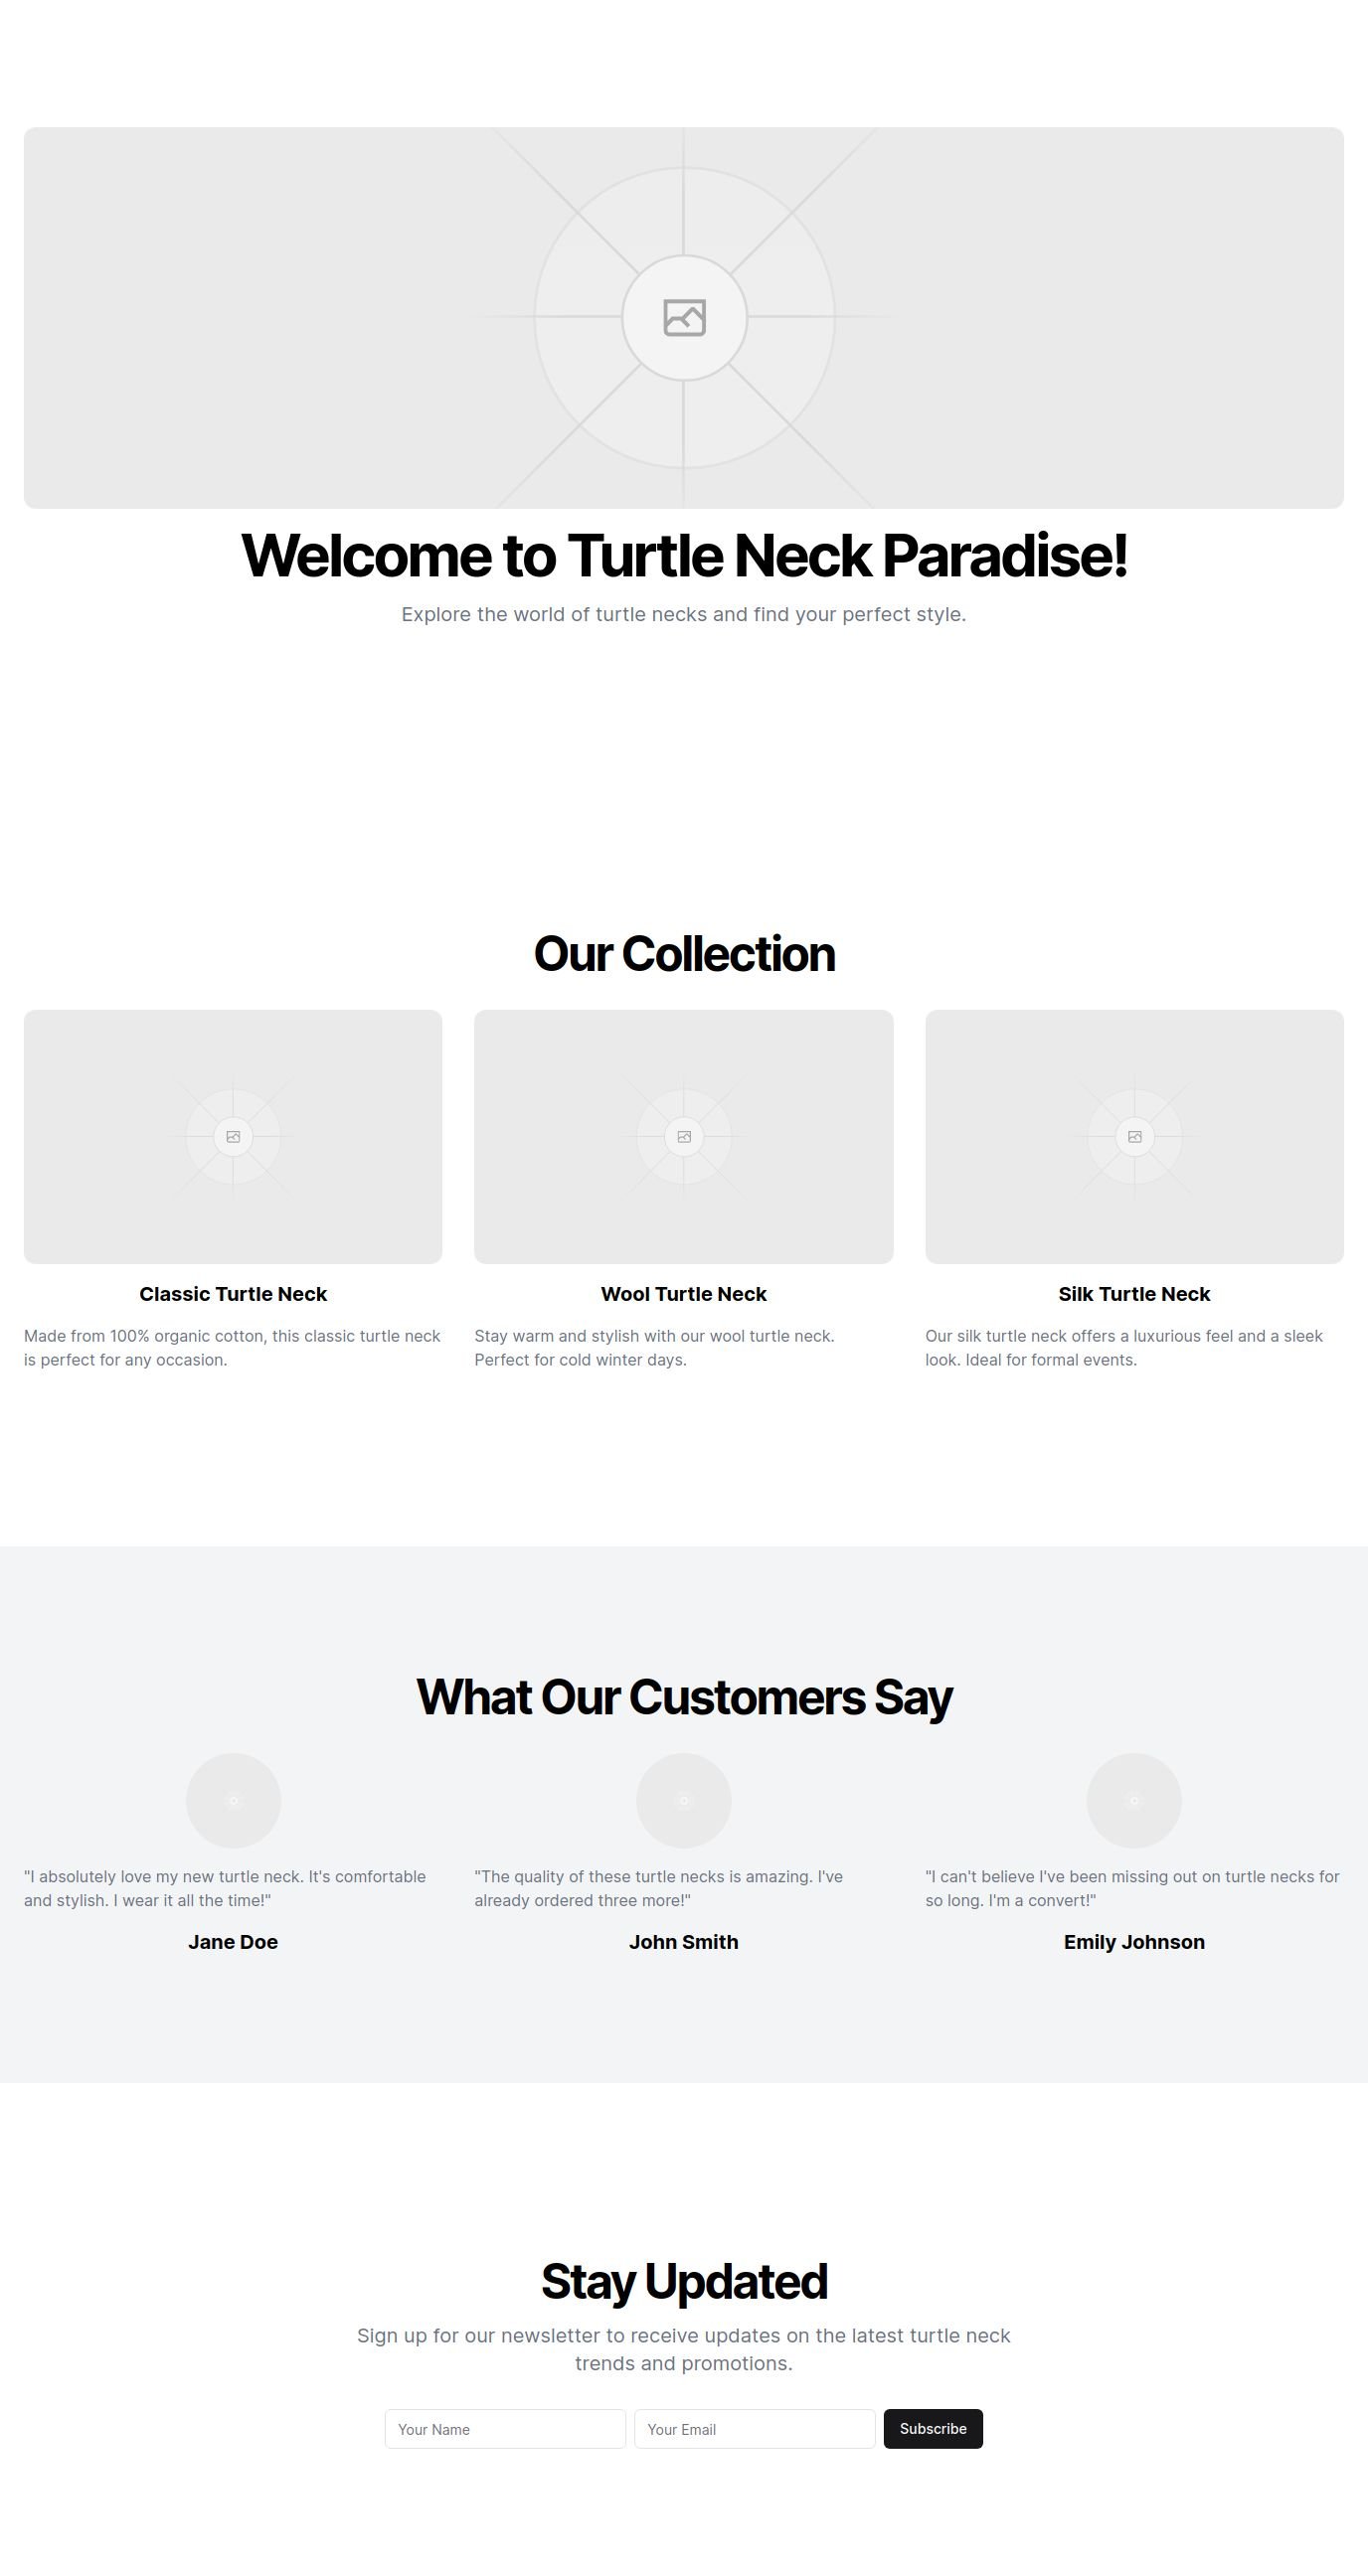 Welcome to Turtle Neck Paradise!
Explore the world of turtle necks and find your perfect style.
Our Collection
Classic Turtle Neck
Made from 100% organic cotton, this classic turtle neck
is perfect for any occasion.
Wool Turtle Neck
Stay warm and stylish with our wool turtle neck.
Perfect for cold winter days.
Silk Turtle Neck
Our silk turtle neck offers a luxurious feel and a sleek
look. Ideal for formal events.
What Our Customers Say
"I absolutely love my new turtle neck. It's comfortable
and stylish. I wear it all the time!"
Jane Doe
"The quality of these turtle necks is amazing. I've
already ordered three more!"
John Smith
"I can't believe I've been missing out on turtle necks for
so long. I'm a convert!"
Emily Johnson
Stay Updated
Sign up for our newsletter to receive updates on the latest turtle neck
trends and promotions.
Your Name
Your Email
Subscribe